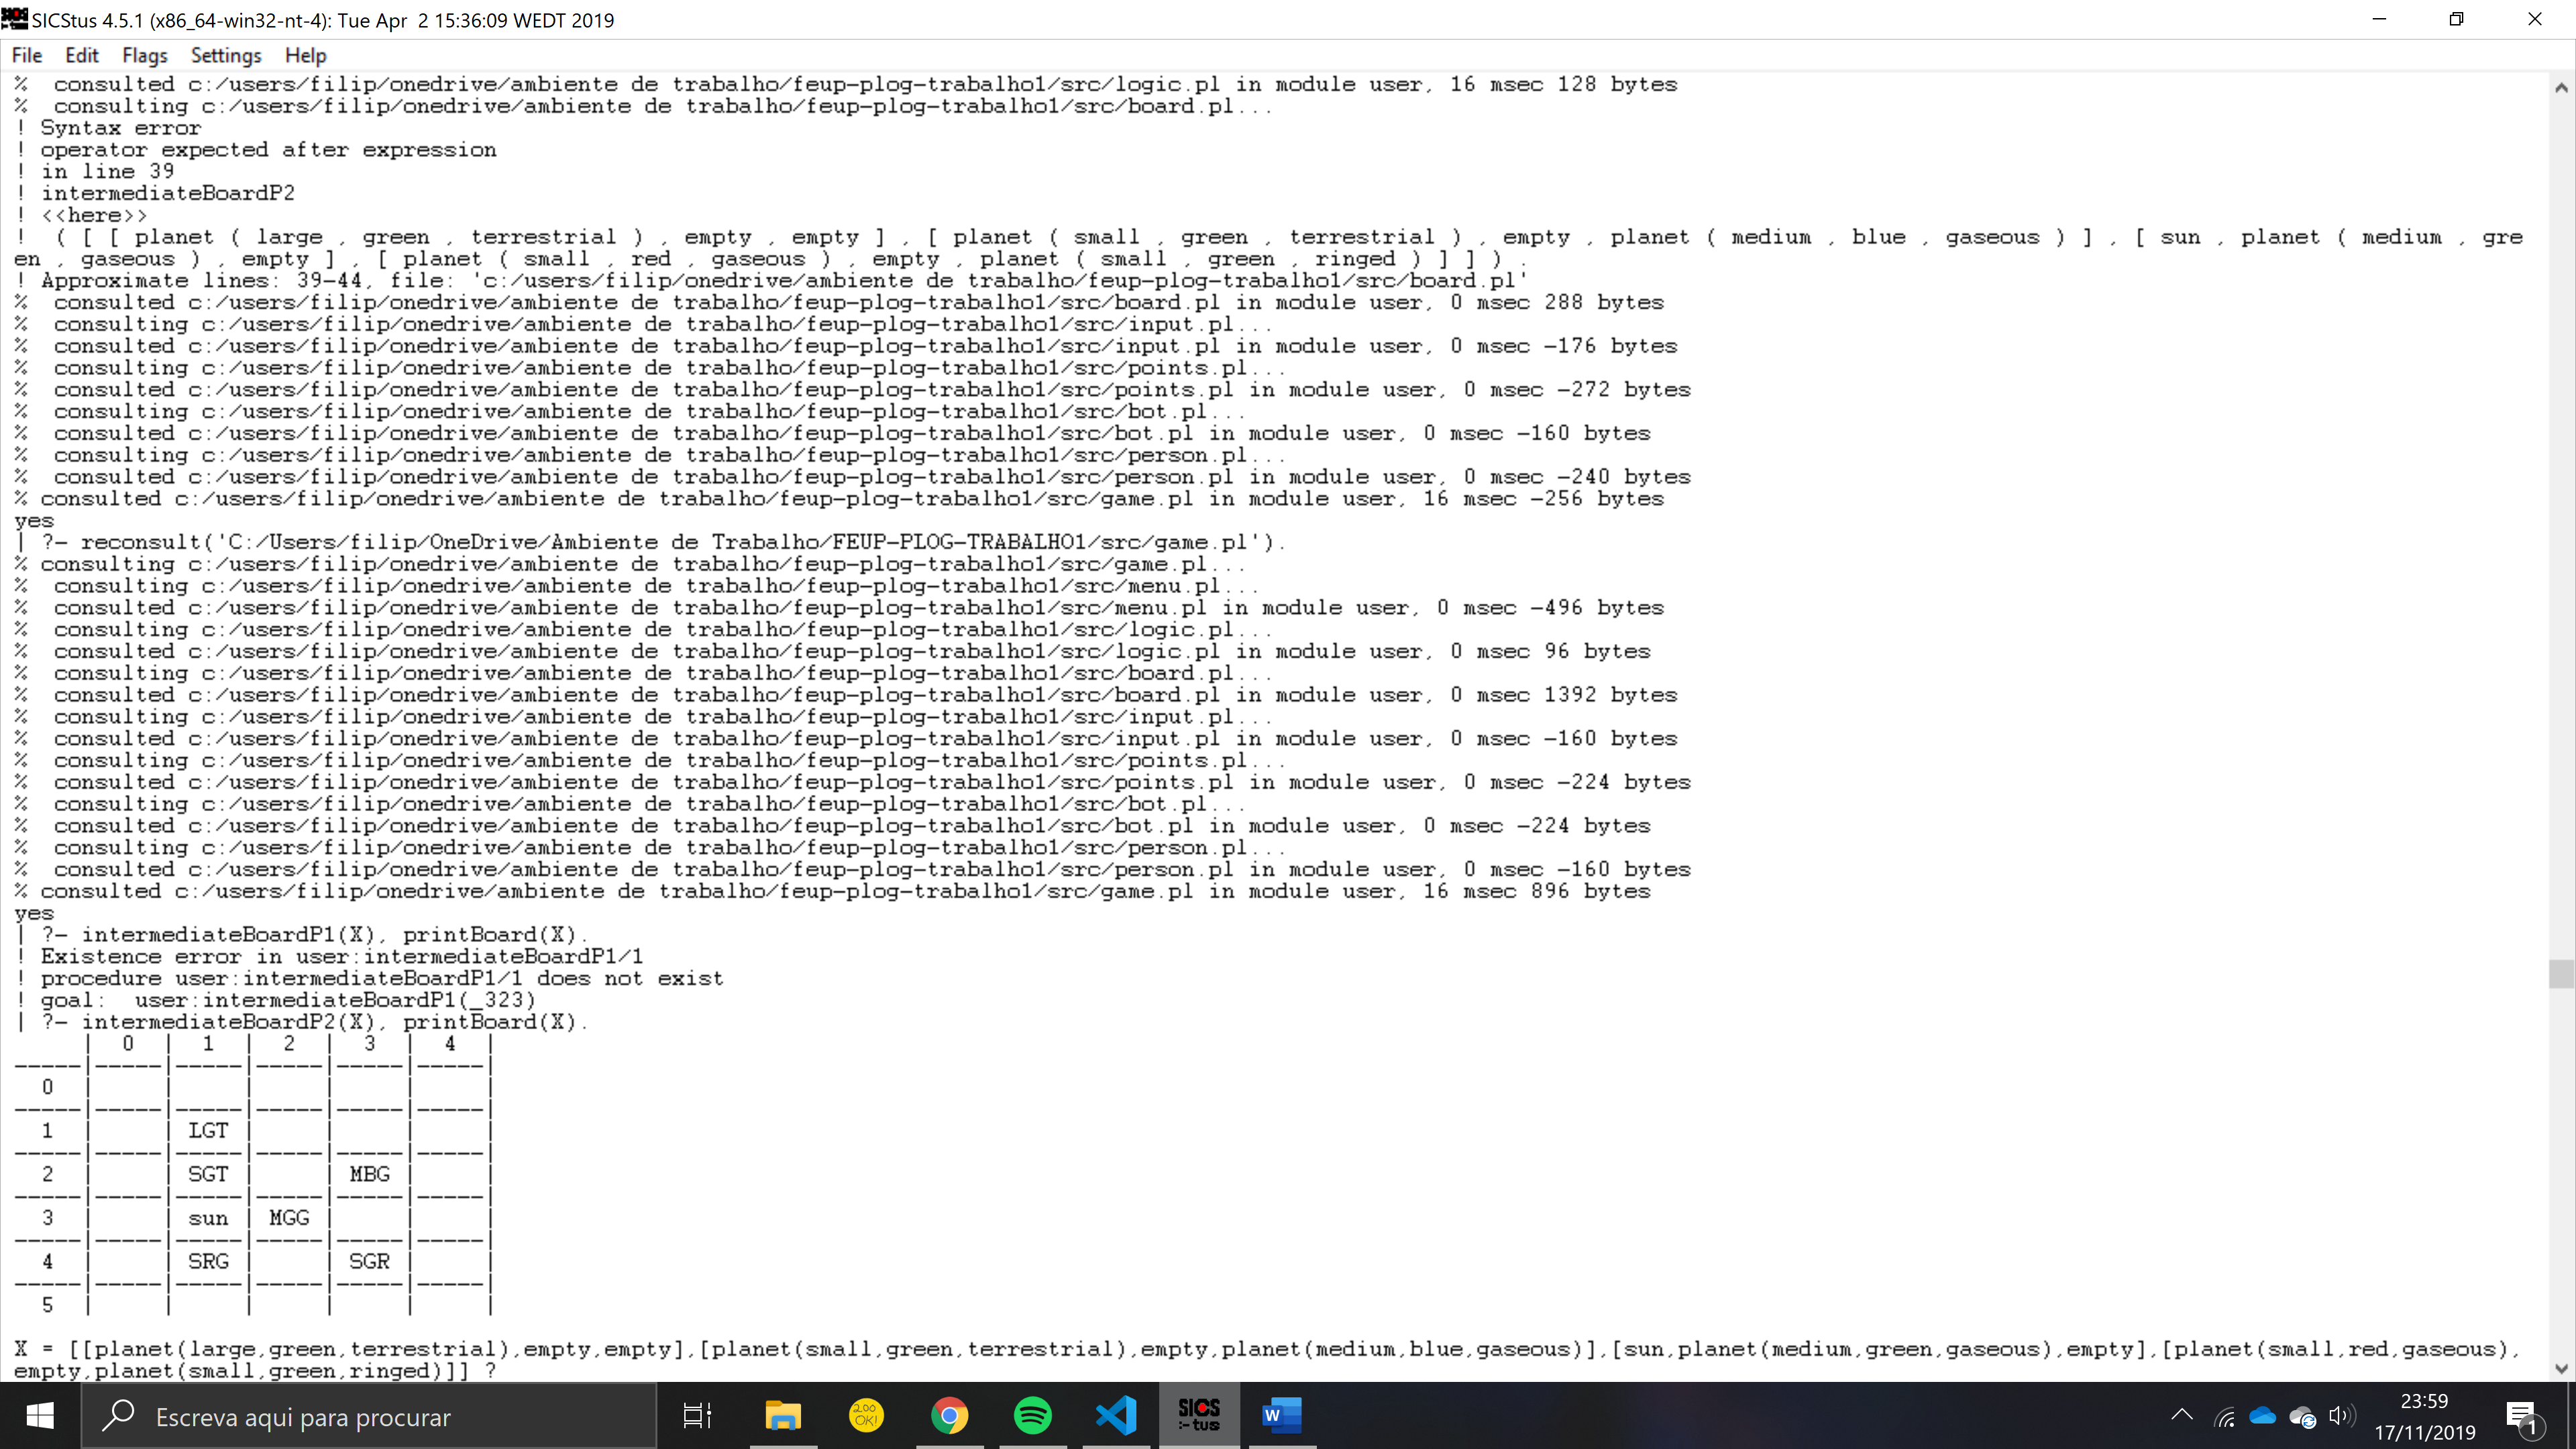 SICStus 4.5.1 (x86_64-win32-nt-4): Tue Apr  2 15:36:09 WEDT 2019
File Edit Flags Settings Help
%  consulted c:/users/filip/onedrive/ambiente de trabalho/feup-plog-trabalho1/src/logic.pl in module user, 16 msec 128 bytes
%  consulting c:/users/filip/onedrive/ambiente de trabalho/feup-plog-trabalho1/src/board.pl...
! Syntax error
! operator expected after expression
! in line 39
! intermediateBoardP2
! <<here>>
!  ( [ [ planet ( large , green , terrestrial ) , empty , empty ] , [ planet ( small , green , terrestrial ) , empty , planet ( medium , blue , gaseous ) ] , [ sun , planet ( medium , gre
en , gaseous ) , empty ] , [ planet ( small , red , gaseous ) , empty , planet ( small , green , ringed ) ] ] ) .
! Approximate lines: 39-44, file: 'c:/users/filip/onedrive/ambiente de trabalho/feup-plog-trabalho1/src/board.pl'
%  consulted c:/users/filip/onedrive/ambiente de trabalho/feup-plog-trabalho1/src/board.pl in module user, 0 msec 288 bytes
%  consulting c:/users/filip/onedrive/ambiente de trabalho/feup-plog-trabalho1/src/input.pl...
%  consulted c:/users/filip/onedrive/ambiente de trabalho/feup-plog-trabalho1/src/input.pl in module user, 0 msec -176 bytes
%  consulting c:/users/filip/onedrive/ambiente de trabalho/feup-plog-trabalho1/src/points.pl...
%  consulted c:/users/filip/onedrive/ambiente de trabalho/feup-plog-trabalho1/src/points.pl in module user, 0 msec -272 bytes
%  consulting c:/users/filip/onedrive/ambiente de trabalho/feup-plog-trabalho1/src/bot.pl...
%  consulted c:/users/filip/onedrive/ambiente de trabalho/feup-plog-trabalho1/src/bot.pl in module user, 0 msec -160 bytes
%  consulting c:/users/filip/onedrive/ambiente de trabalho/feup-plog-trabalho1/src/person.pl...
%  consulted c:/users/filip/onedrive/ambiente de trabalho/feup-plog-trabalho1/src/person.pl in module user, 0 msec -240 bytes
% consulted c:/users/filip/onedrive/ambiente de trabalho/feup-plog-trabalho1/src/game.pl in module user, 16 msec -256 bytes
yes
| ?- reconsult('C:/Users/filip/OneDrive/Ambiente de Trabalho/FEUP-PLOG-TRABALHO1/src/game.pl').
% consulting c:/users/filip/onedrive/ambiente de trabalho/feup-plog-trabalho1/src/game.pl...
%  consulting c:/users/filip/onedrive/ambiente de trabalho/feup-plog-trabalho1/src/menu.pl...
%  consulted c:/users/filip/onedrive/ambiente de trabalho/feup-plog-trabalho1/src/menu.pl in module user, 0 msec -496 bytes
%  consulting c:/users/filip/onedrive/ambiente de trabalho/feup-plog-trabalho1/src/logic.pl...
%  consulted c:/users/filip/onedrive/ambiente de trabalho/feup-plog-trabalho1/src/logic.pl in module user, 0 msec 96 bytes
%  consulting c:/users/filip/onedrive/ambiente de trabalho/feup-plog-trabalho1/src/board.pl...
%  consulted c:/users/filip/onedrive/ambiente de trabalho/feup-plog-trabalho1/src/board.pl in module user, 0 msec 1392 bytes
%  consulting c:/users/filip/onedrive/ambiente de trabalho/feup-plog-trabalho1/src/input.pl...
%  consulted c:/users/filip/onedrive/ambiente de trabalho/feup-plog-trabalho1/src/input.pl in module user, 0 msec -160 bytes
%  consulting c:/users/filip/onedrive/ambiente de trabalho/feup-plog-trabalho1/src/points.pl...
%  consulted c:/users/filip/onedrive/ambiente de trabalho/feup-plog-trabalho1/src/points.pl in module user, 0 msec -224 bytes
%  consulting c:/users/filip/onedrive/ambiente de trabalho/feup-plog-trabalho1/src/bot.pl...
%  consulted c:/users/filip/onedrive/ambiente de trabalho/feup-plog-trabalho1/src/bot.pl in module user, 0 msec -224 bytes
%  consulting c:/users/filip/onedrive/ambiente de trabalho/feup-plog-trabalho1/src/person.pl...
%  consulted c:/users/filip/onedrive/ambiente de trabalho/feup-plog-trabalho1/src/person.pl in module user, 0 msec -160 bytes
% consulted c:/users/filip/onedrive/ambiente de trabalho/feup-plog-trabalho1/src/game.pl in module user, 16 msec 896 bytes
yes
| ?- intermediateBoardP1(X), printBoard(X).
! Existence error in user:intermediateBoardP1/1
! procedure user:intermediateBoardP1/1 does not exist
! goal:  user:intermediateBoardP1(_323)
| ?- intermediateBoardP2(X), printBoard(X).
     |  0  |  1  |  2  |  3  |  4  |
-----|-----|-----|-----|-----|-----|
  0  |     |     |     |     |     |
-----|-----|-----|-----|-----|-----|
  1  |     | LGT |     |     |     |
-----|-----|-----|-----|-----|-----|
  2  |     | SGT |     | MBG |     |
-----|-----|-----|-----|-----|-----|
  3  |     | sun | MGG |     |     |
-----|-----|-----|-----|-----|-----|
  4  |     | SRG |     | SGR |     |
-----|-----|-----|-----|-----|-----|
  5  |     |     |     |     |     |
X = [[planet(large,green,terrestrial),empty,empty],[planet(small,green,terrestrial),empty,planet(medium,blue,gaseous)],[sun,planet(medium,green,gaseous),empty],[planet(small,red,gaseous),
empty,planet(small,green,ringed)]] ?
Escreva aqui para procurar
200 OK!
SICS
:-tus
W
23:59
17/11/2019
1